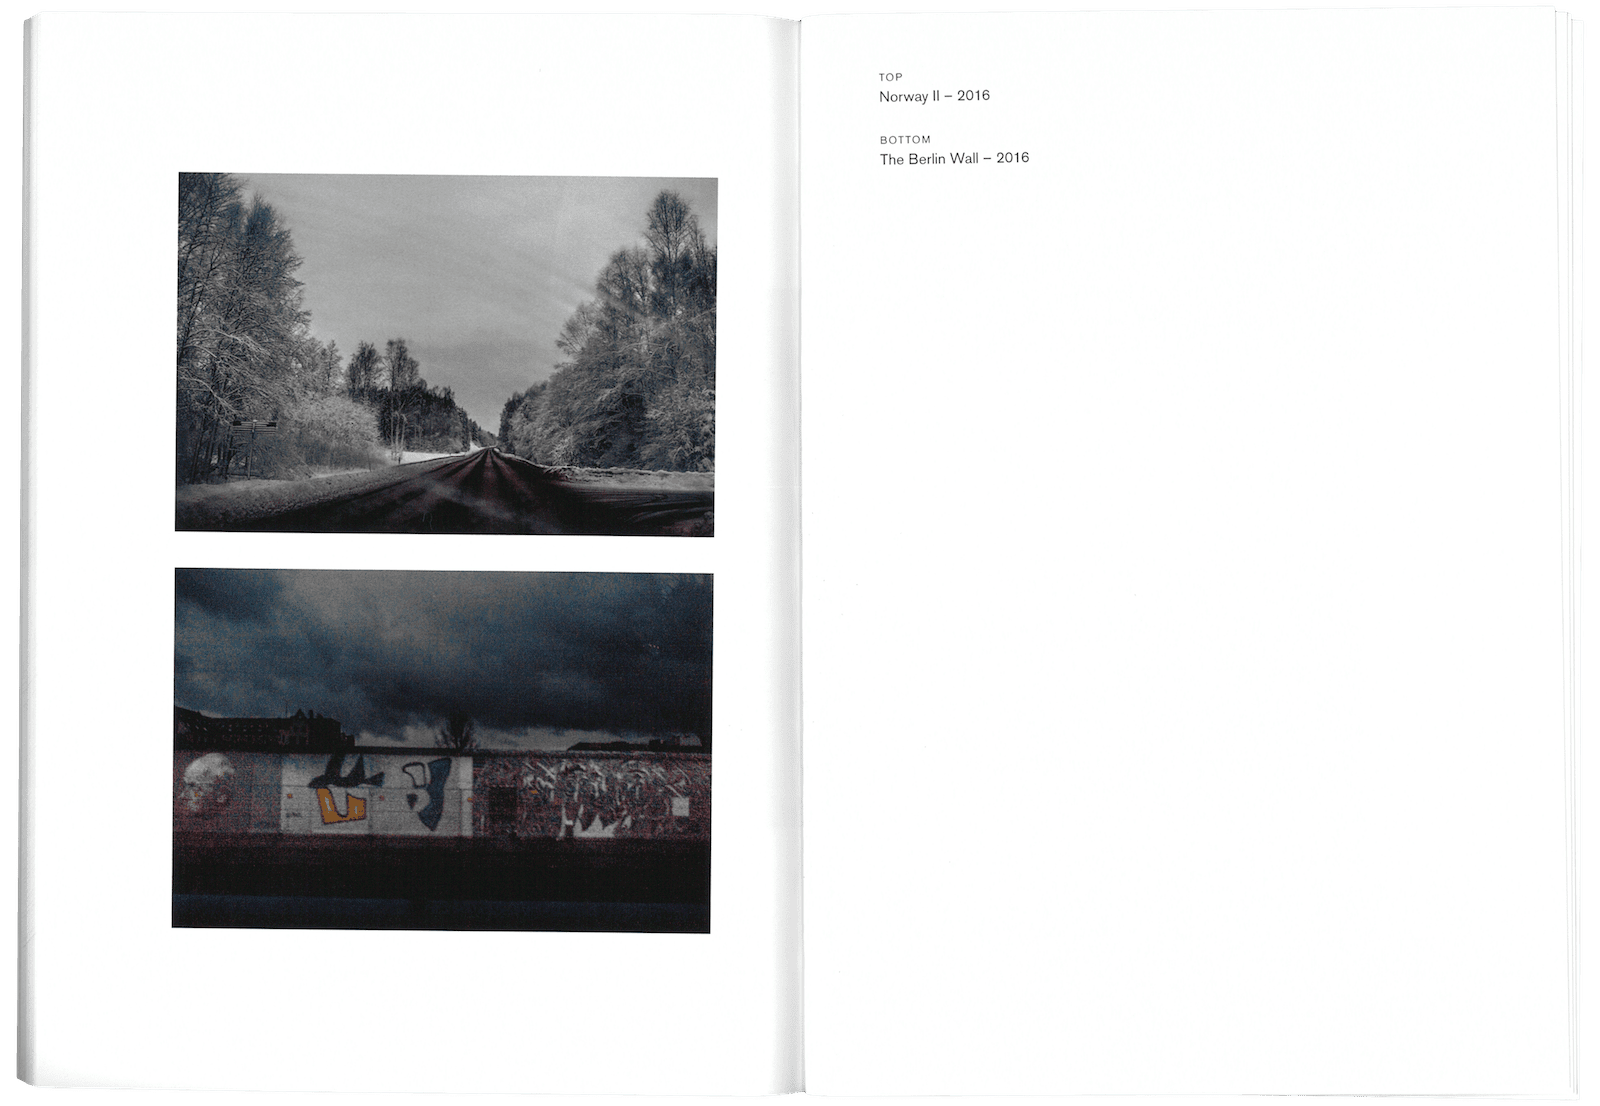 TOP
Norway II – 2016
BOTTOM
The Berlin Wall – 2016